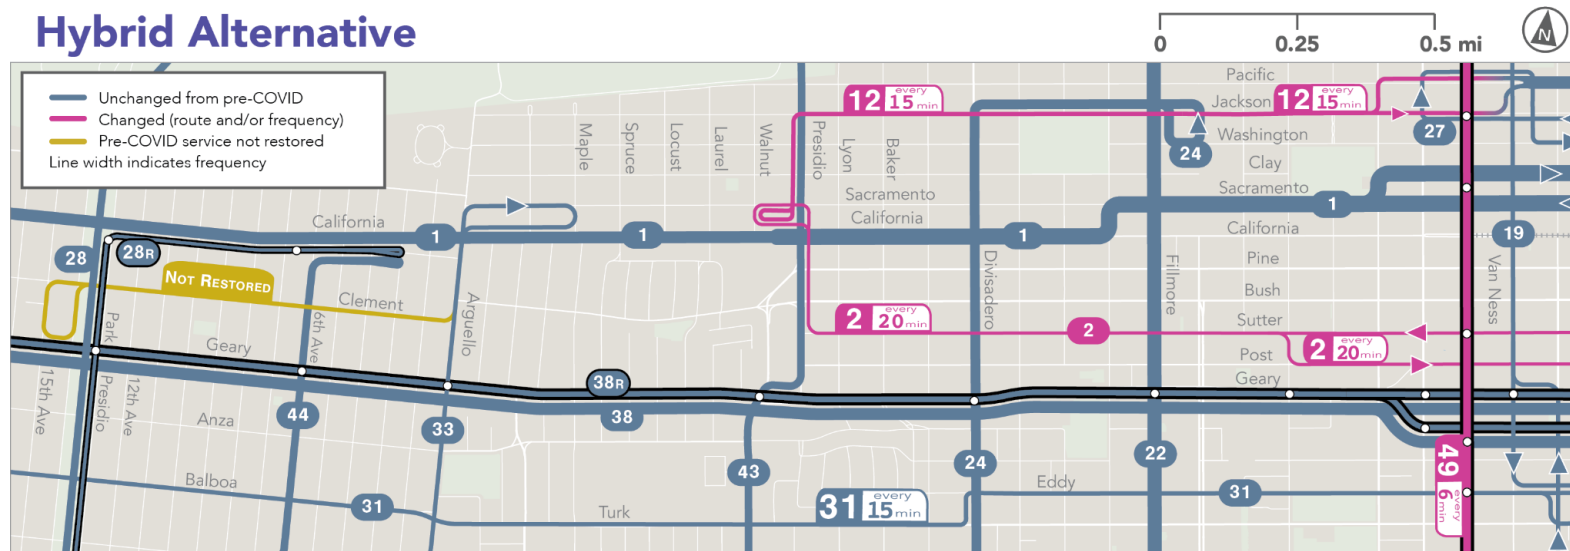 Hybrid Alternative
0 0.25 0.5 mi
N
Unchanged from pre-COVID
Changed (route and/or frequency)
Pre-COVID service not restored
Line width indicates frequency
Pacific
12 every 15 min
Jackson
12 every 15 min
27
Washington
24
Clay
Maple
Spruce
Locust
Laurel
Walnut
Presidio
Lyon
Baker
Sacramento
California
Sacramento
1
California
1
1
1
California
19
28
28R
Not Restored
Clement
Pine
Bush
Divisadero
Fillmore
Van Ness
Arguello
6th Ave
Park Presidio
2 every 20 min
2
Sutter
Post
2 every 20 min
Geary
Geary
38R
38
15th Ave
12th Ave
Anza
44
33
43
24
22
49 every 6 min
Balboa
31
Turk
31 every 15 min
Eddy
31